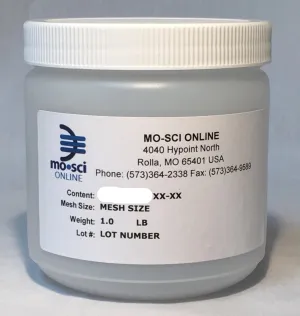 mo•sci
ONLINE
MO-SCI ONLINE
4040 Hypoint North
Rolla, MO 65401 USA
Phone: (573)364-2338 Fax: (573)364-9589
Content: XX-XX
Mesh Size: MESH SIZE
Weight: 1.0 LB
Lot #: LOT NUMBER